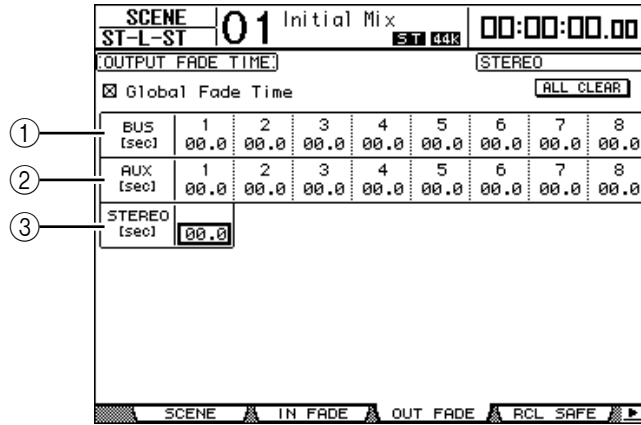 SCENE
ST-L-ST
01 Initial Mix
ST 44K
00:00:00.00
OUTPUT FADE TIME
STEREO
Global Fade Time
ALL CLEAR
1
BUS [sec] 1 2 3 4 5 6 7 8
00.0 00.0 00.0 00.0 00.0 00.0 00.0 00.0
2
AUX [sec] 1 2 3 4 5 6 7 8
00.0 00.0 00.0 00.0 00.0 00.0 00.0 00.0
3
STEREO [sec] 00.0
SCENE IN FADE OUT FADE RCL SAFE